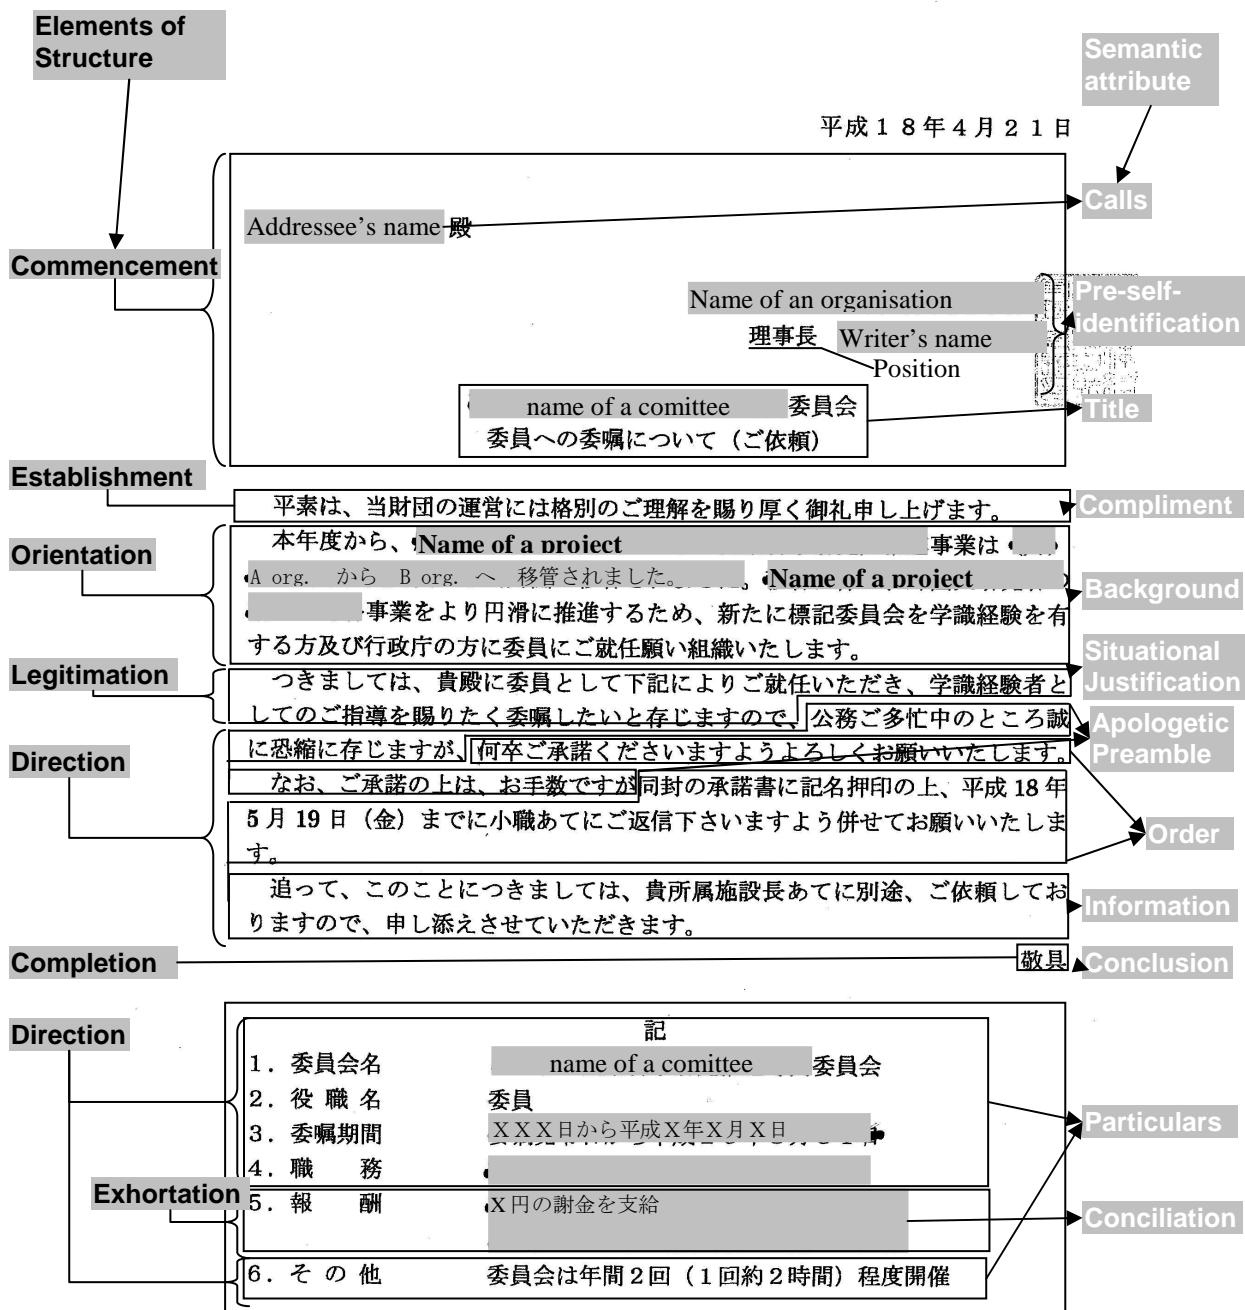 Elements of
Structure
Semantic
attribute
平成１８年４月２１日
Calls
Addressee's name 殿
Commencement
Name of an organisation
Pre-self-
identification
理事長 Writer's name
Position
name of a comittee 委員会
Title
委員への委嘱について（ご依頼）
Establishment
平素は、当財団の運営には格別のご理解を賜り厚く御礼申し上げます。
Compliment
Orientation
本年度から、Name of a project 事業は
A org. から B org. へ 移管されました。 Name of a project
Background
事業をより円滑に推進するため、新たに標記委員会を学識経験を有
する方及び行政庁の方に委員にご就任願い組織いたします。
Situational
Justification
Legitimation
つきましては、貴殿に委員として下記によりご就任いただき、学識経験者と
してのご指導を賜りたく委嘱したいと存じますので、公務ご多忙中のところ誠
Apologetic
Preamble
Direction
に恐縮に存じますが、何卒ご承諾くださいますようよろしくお願いいたします。
なお、ご承諾の上は、お手数ですが同封の承諾書に記名押印の上、平成 18 年
5 月 19 日（金）までに小職あてにご返信下さいますよう併せてお願いいたしま
す。
Order
追って、このことにつきましては、貴所属施設長あてに別途、ご依頼してお
りますので、申し添えさせていただきます。
Information
Completion
敬具
Conclusion
Direction
記
１．委員会名 name of a comittee 委員会
２．役 職 名 委員
３．委嘱期間 ＸＸＸ日から平成Ｘ年Ｘ月Ｘ日
Particulars
４．職 務
Exhortation
５．報 酬 X 円の謝金を支給
Conciliation
６．そ の 他 委員会は年間２回（１回約２時間）程度開催